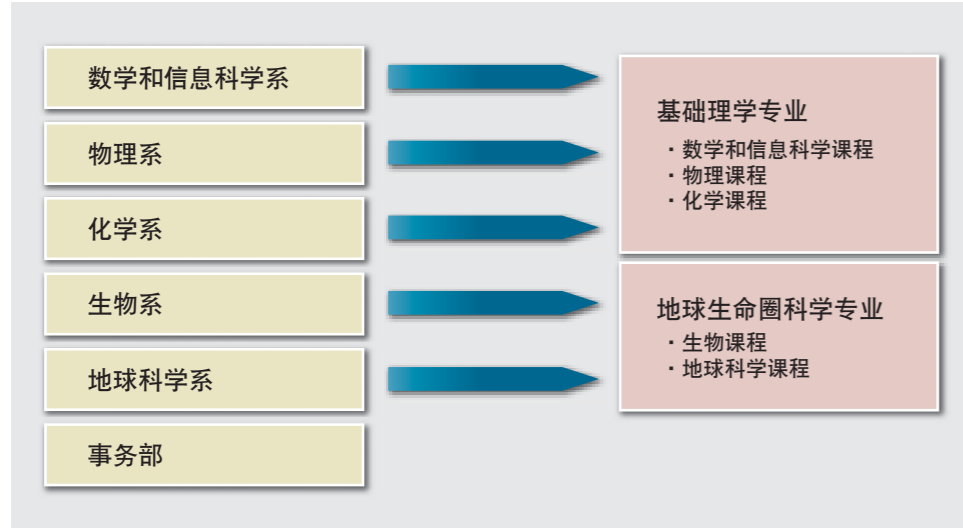 数学和信息科学系
物理系
化学系
生物系
地球科学系
事务部
基础理学专业
・数学和信息科学课程
・物理课程
・化学课程
地球生命圈科学专业
・生物课程
・地球科学课程